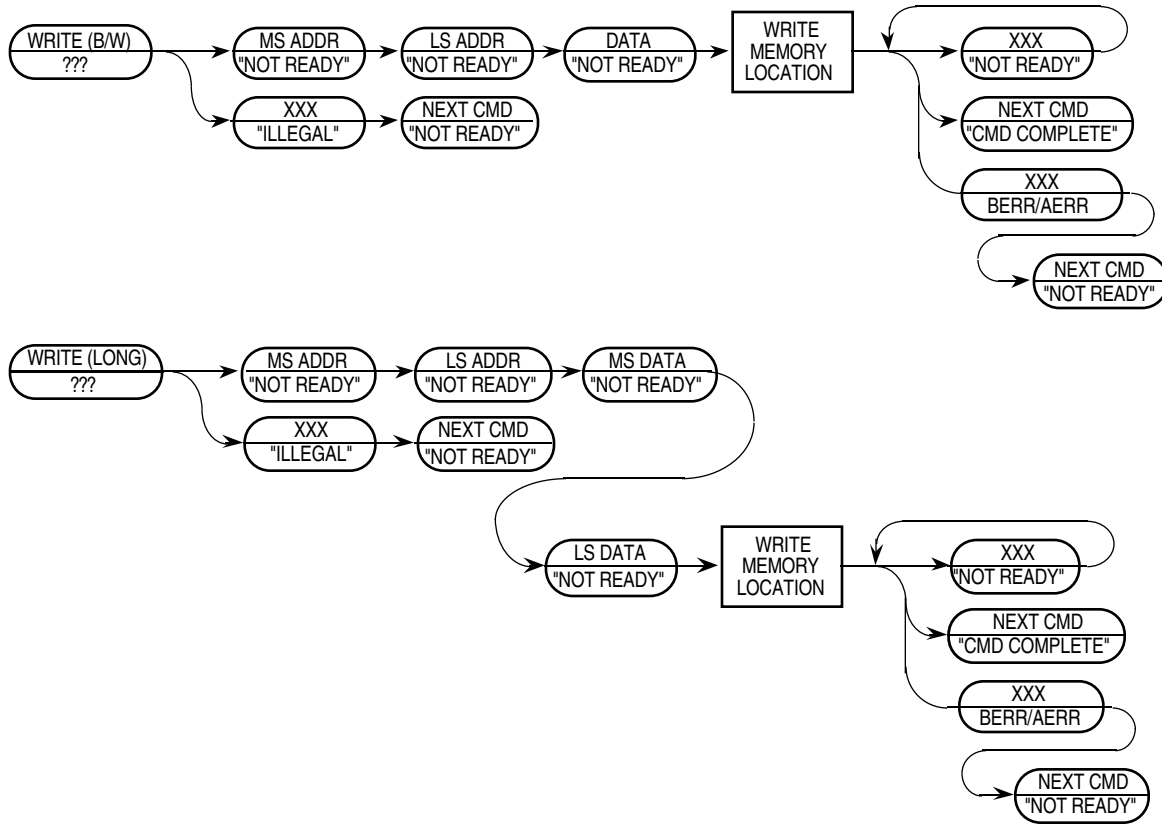 WRITE (B/W)
???
MS ADDR
"NOT READY"
LS ADDR
"NOT READY"
DATA
"NOT READY"
WRITE
MEMORY
LOCATION
XXX
"NOT READY"
XXX
"ILLEGAL"
NEXT CMD
"NOT READY"
NEXT CMD
"CMD COMPLETE"
XXX
BERR/AERR
NEXT CMD
"NOT READY"
WRITE (LONG)
???
MS ADDR
"NOT READY"
LS ADDR
"NOT READY"
MS DATA
"NOT READY"
XXX
"ILLEGAL"
NEXT CMD
"NOT READY"
LS DATA
"NOT READY"
WRITE
MEMORY
LOCATION
XXX
"NOT READY"
NEXT CMD
"CMD COMPLETE"
XXX
BERR/AERR
NEXT CMD
"NOT READY"